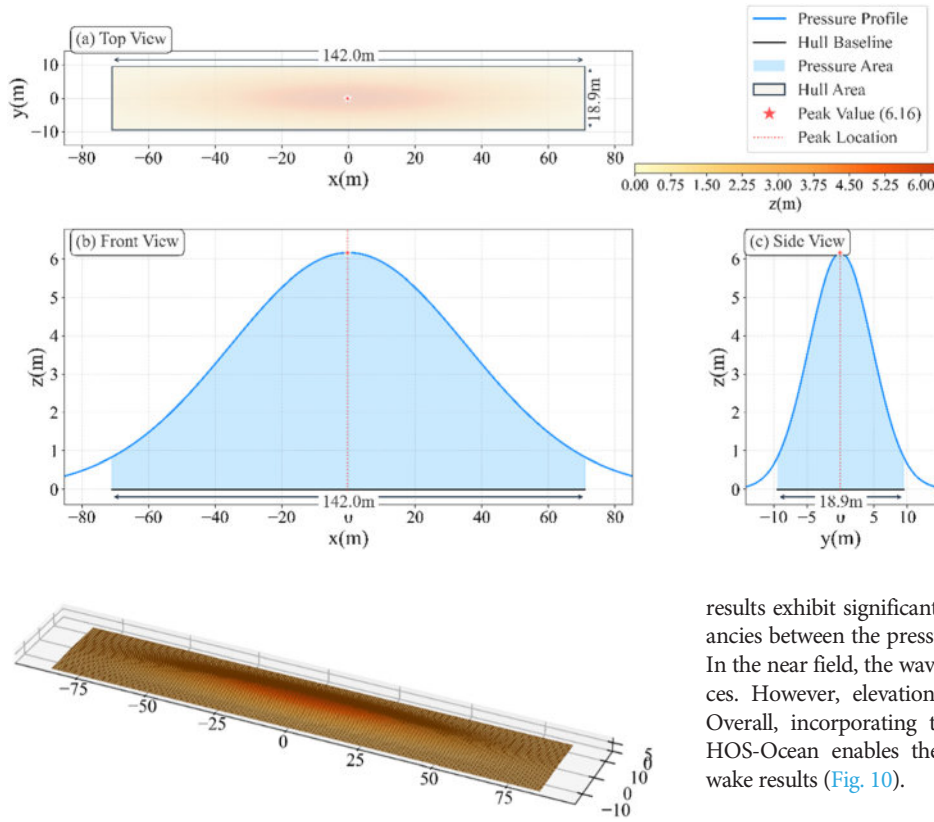 (a) Top View
142.0m
18.9m
10
0
−10
y(m)
−80 −60 −40 −20 0 20 40 60 80
x(m)
Pressure Profile
Hull Baseline
Pressure Area
Hull Area
Peak Value (6.16)
Peak Location
0.00 0.75 1.50 2.25 3.00 3.75 4.50 5.25 6.00
z(m)
(b) Front View
6
5
4
3
2
1
0
z(m)
142.0m
−80 −60 −40 −20 0 20 40 60 80
x(m)
(c) Side View
6
5
4
3
2
1
0
z(m)
18.9m
−10 −5 0 5 10
y(m)
−75 −50 −25 0 25 50 75
5
0
10
0
−10
results exhibit significant
ancies between the press
In the near field, the wav
ces. However, elevation
Overall, incorporating t
HOS-Ocean enables the
wake results (Fig. 10).